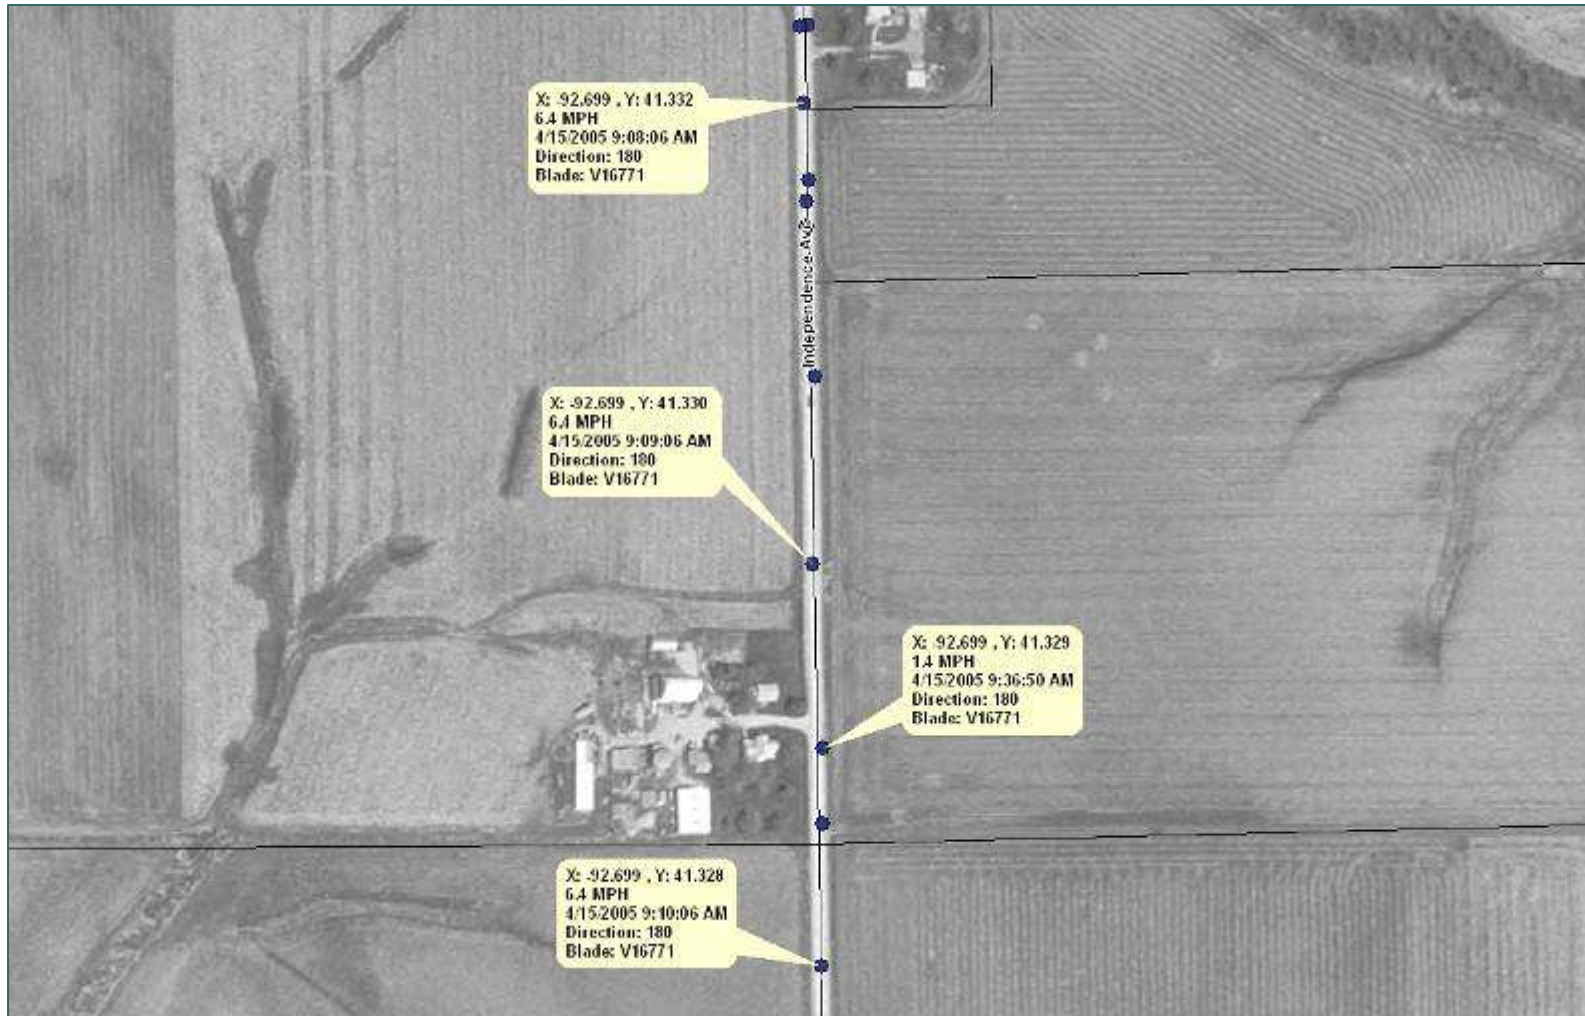 X: -92.699 , Y: 41.332
6.4 MPH
4/15/2005 9:08:06 AM
Direction: 180
Blade: V16771
Independence Ave
X: -92.699 , Y: 41.330
6.4 MPH
4/15/2005 9:09:06 AM
Direction: 180
Blade: V16771
X: -92.699 , Y: 41.329
1.4 MPH
4/15/2005 9:36:50 AM
Direction: 180
Blade: V16771
X: -92.699 , Y: 41.328
6.4 MPH
4/15/2005 9:10:06 AM
Direction: 180
Blade: V16771